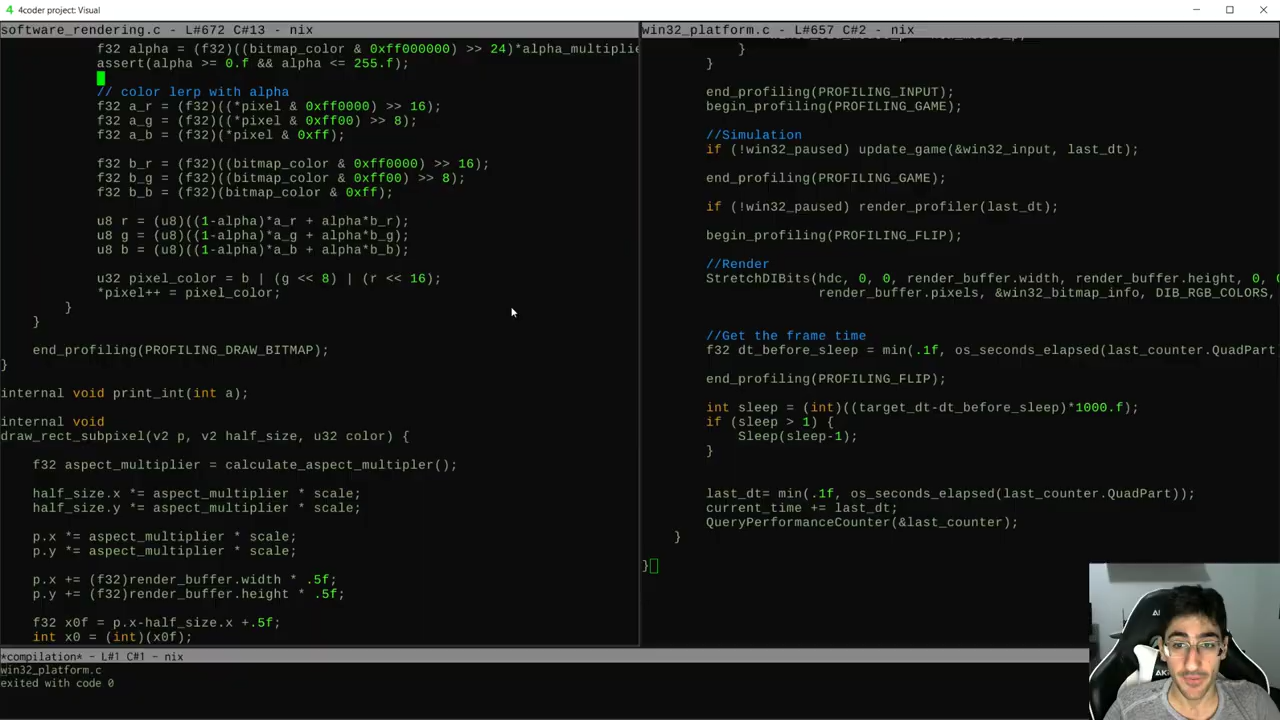 4 4coder project: Visual
software_rendering.c - L#672 C#13 - nix
f32 alpha = (f32)((bitmap_color & 0xff000000) >> 24)*alpha_multiplie
assert(alpha >= 0.f && alpha <= 255.f);
// color lerp with alpha
f32 a_r = (f32)((*pixel & 0xff0000) >> 16);
f32 a_g = (f32)((*pixel & 0xff00) >> 8);
f32 a_b = (f32)(*pixel & 0xff);
f32 b_r = (f32)((bitmap_color & 0xff0000) >> 16);
f32 b_g = (f32)((bitmap_color & 0xff00) >> 8);
f32 b_b = (f32)(bitmap_color & 0xff);
u8 r = (u8)((1-alpha)*a_r + alpha*b_r);
u8 g = (u8)((1-alpha)*a_g + alpha*b_g);
u8 b = (u8)((1-alpha)*a_b + alpha*b_b);
u32 pixel_color = b | (g << 8) | (r << 16);
*pixel++ = pixel_color;
}
}
end_profiling(PROFILING_DRAW_BITMAP);
}
internal void print_int(int a);
internal void
draw_rect_subpixel(v2 p, v2 half_size, u32 color) {
f32 aspect_multiplier = calculate_aspect_multipler();
half_size.x *= aspect_multiplier * scale;
half_size.y *= aspect_multiplier * scale;
p.x *= aspect_multiplier * scale;
p.y *= aspect_multiplier * scale;
p.x += (f32)render_buffer.width * .5f;
p.y += (f32)render_buffer.height * .5f;
f32 x0f = p.x-half_size.x +.5f;
int x0 = (int)(x0f);
win32_platform.c - L#657 C#2 - nix
}
}
end_profiling(PROFILING_INPUT);
begin_profiling(PROFILING_GAME);
//Simulation
if (!win32_paused) update_game(&win32_input, last_dt);
end_profiling(PROFILING_GAME);
if (!win32_paused) render_profiler(last_dt);
begin_profiling(PROFILING_FLIP);
//Render
StretchDIBits(hdc, 0, 0, render_buffer.width, render_buffer.height, 0, 0
render_buffer.pixels, &win32_bitmap_info, DIB_RGB_COLORS,
//Get the frame time
f32 dt_before_sleep = min(.1f, os_seconds_elapsed(last_counter.QuadPart
end_profiling(PROFILING_FLIP);
int sleep = (int)((target_dt-dt_before_sleep)*1000.f);
if (sleep > 1) {
Sleep(sleep-1);
}
last_dt= min(.1f, os_seconds_elapsed(last_counter.QuadPart));
current_time += last_dt;
QueryPerformanceCounter(&last_counter);
}
}
*compilation* - L#1 C#1 - nix
win32_platform.c
exited with code 0